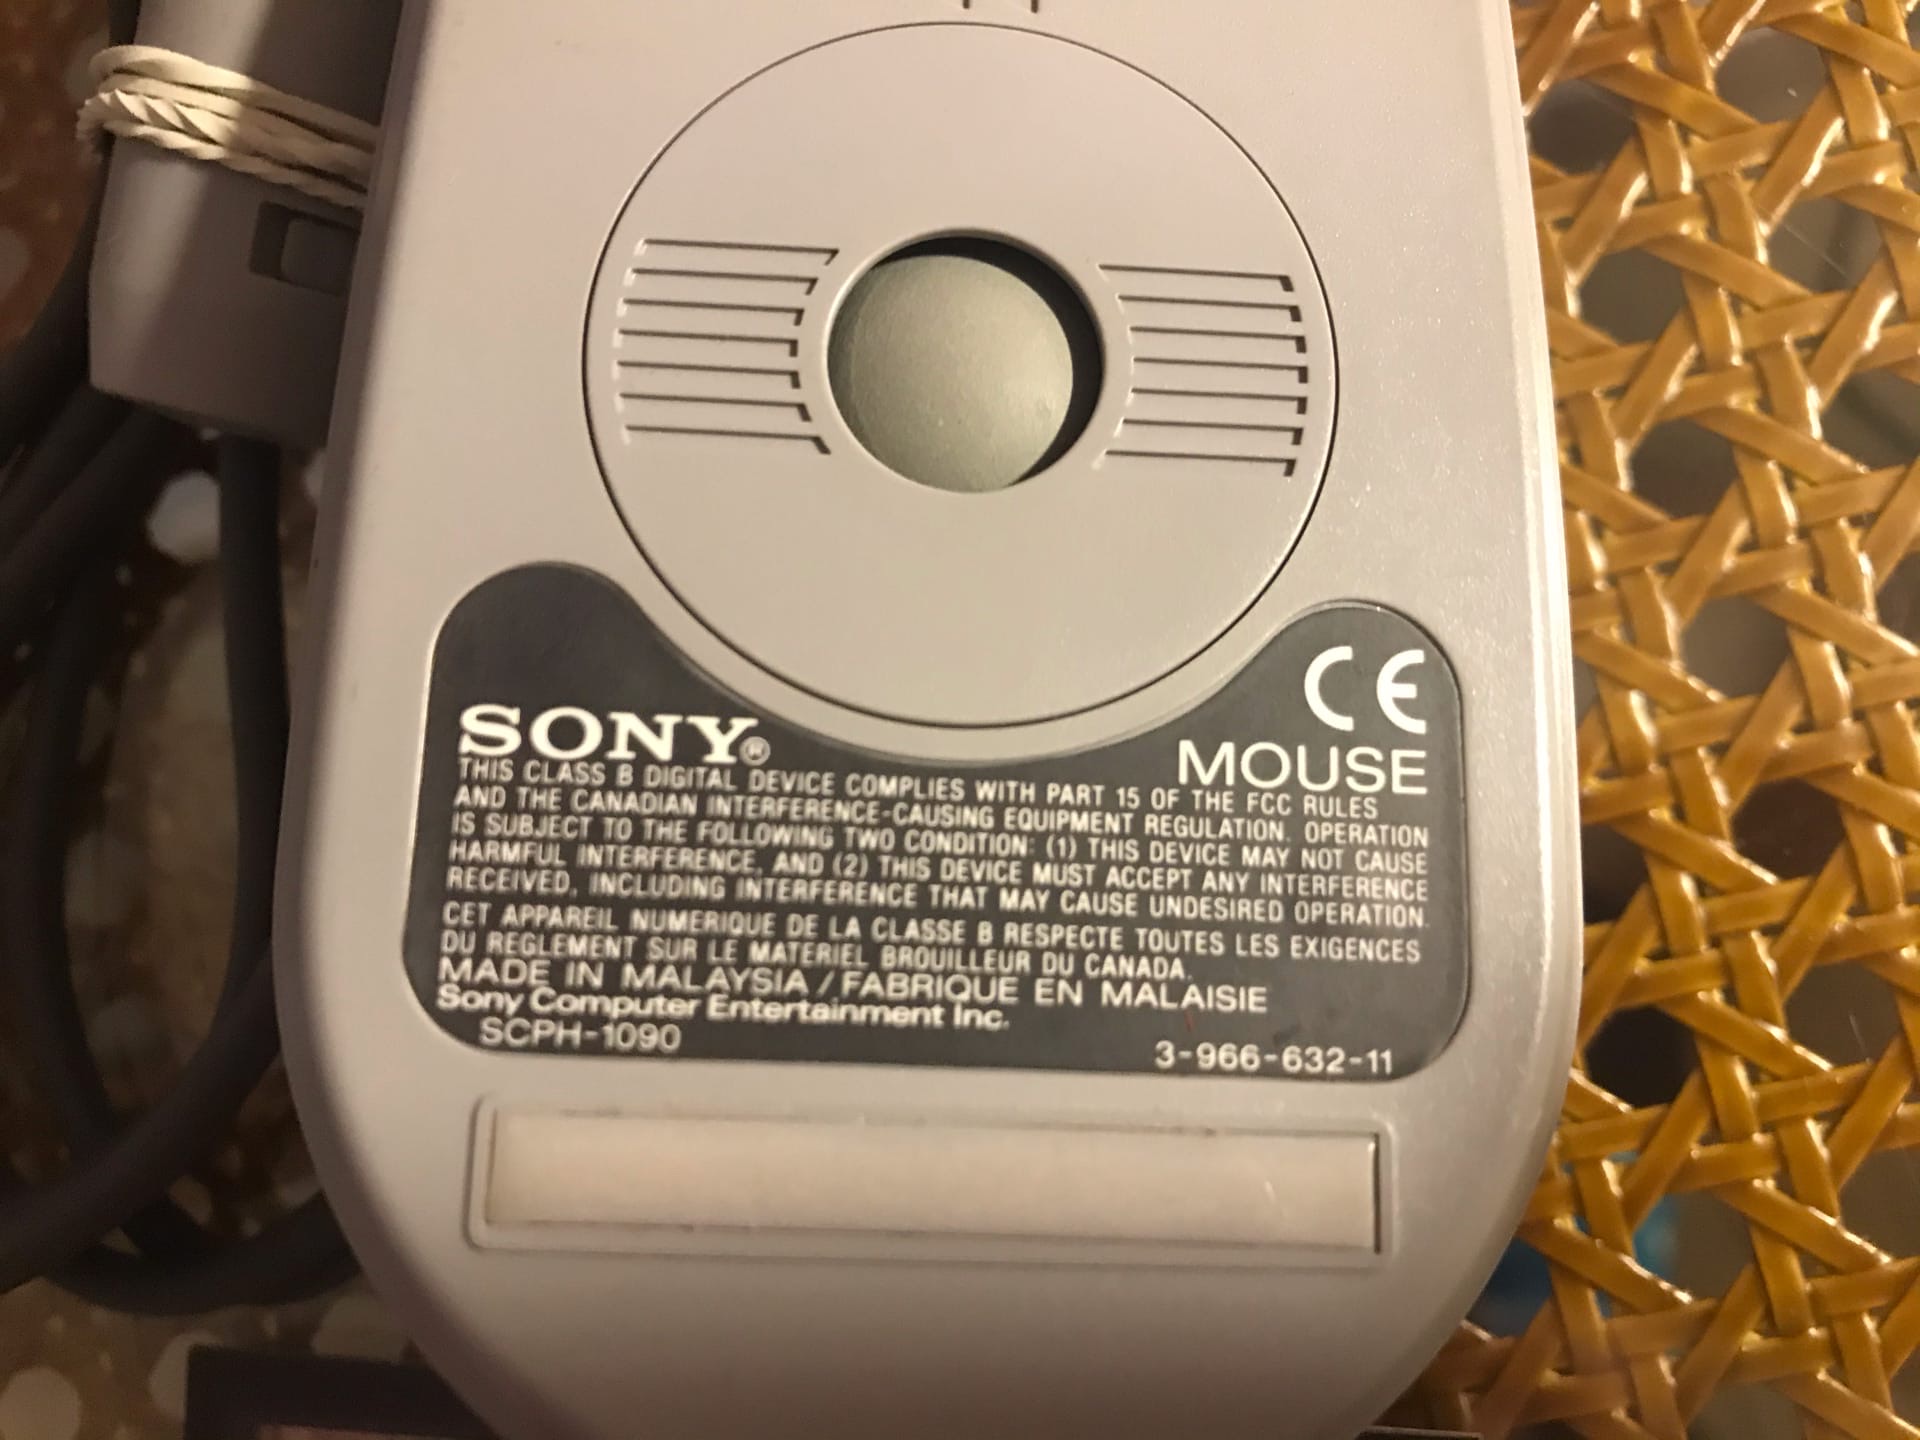 SONY®
CE
MOUSE
THIS CLASS B DIGITAL DEVICE COMPLIES WITH PART 15 OF THE FCC RULES
AND THE CANADIAN INTERFERENCE-CAUSING EQUIPMENT REGULATION. OPERATION
IS SUBJECT TO THE FOLLOWING TWO CONDITION: (1) THIS DEVICE MAY NOT CAUSE
HARMFUL INTERFERENCE, AND (2) THIS DEVICE MUST ACCEPT ANY INTERFERENCE
RECEIVED, INCLUDING INTERFERENCE THAT MAY CAUSE UNDESIRED OPERATION.
CET APPAREIL NUMERIQUE DE LA CLASSE B RESPECTE TOUTES LES EXIGENCES
DU REGLEMENT SUR LE MATERIEL BROUILLEUR DU CANADA.
MADE IN MALAYSIA / FABRIQUE EN MALAISIE
Sony Computer Entertainment Inc.
SCPH-1090
3-966-632-11